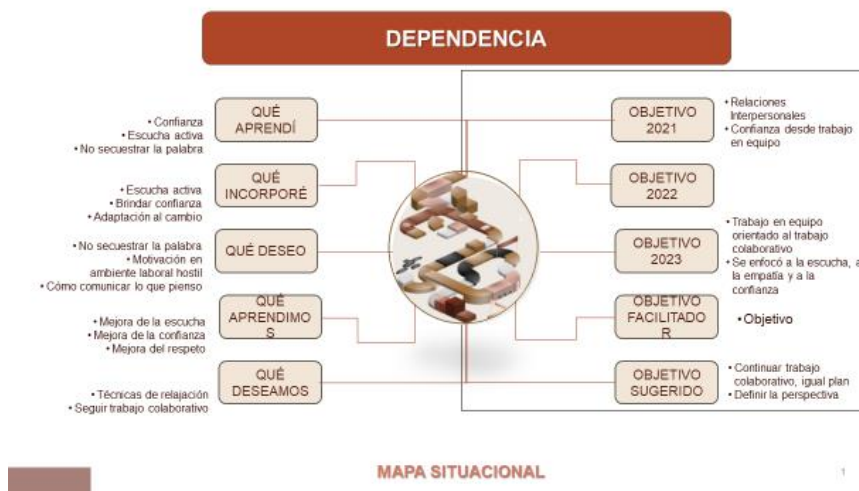 DEPENDENCIA
QUÉ
APRENDÍ
• Confianza
• Escucha activa
• No secuestrar la palabra
QUÉ
INCORPORÉ
• Escucha activa
• Brindar confianza
• Adaptación al cambio
QUÉ DESEO
• No secuestrar la palabra
• Motivación en
ambiente laboral hostil
• Cómo comunicar lo que pienso
QUÉ
APRENDIMO
S
• Mejora de la escucha
• Mejora de la confianza
• Mejora del respeto
QUÉ
DESEAMOS
• Técnicas de relajación
• Seguir trabajo colaborativo
OBJETIVO
2021
• Relaciones
Interpersonales
• Confianza desde trabajo
en equipo
OBJETIVO
2022
OBJETIVO
2023
• Trabajo en equipo
orientado al trabajo
colaborativo
• Se enfocó a la escucha, a
la empatía y a la
confianza
OBJETIVO
FACILITADO
R
• Objetivo
OBJETIVO
SUGERIDO
• Continuar trabajo
colaborativo, igual plan
• Definir la perspectiva
MAPA SITUACIONAL
1